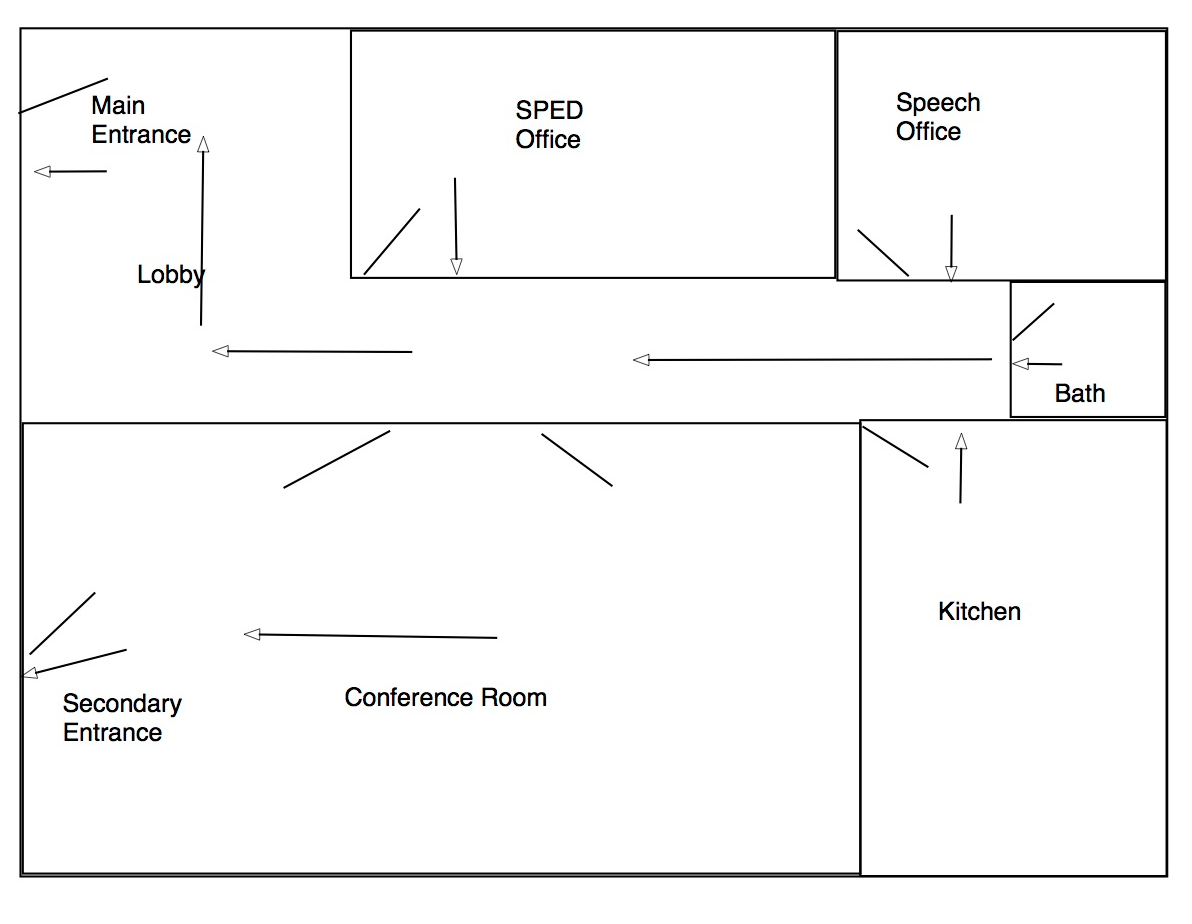 Main
Entrance
SPED
Office
Speech
Office
Lobby
Bath
Kitchen
Secondary
Entrance
Conference Room